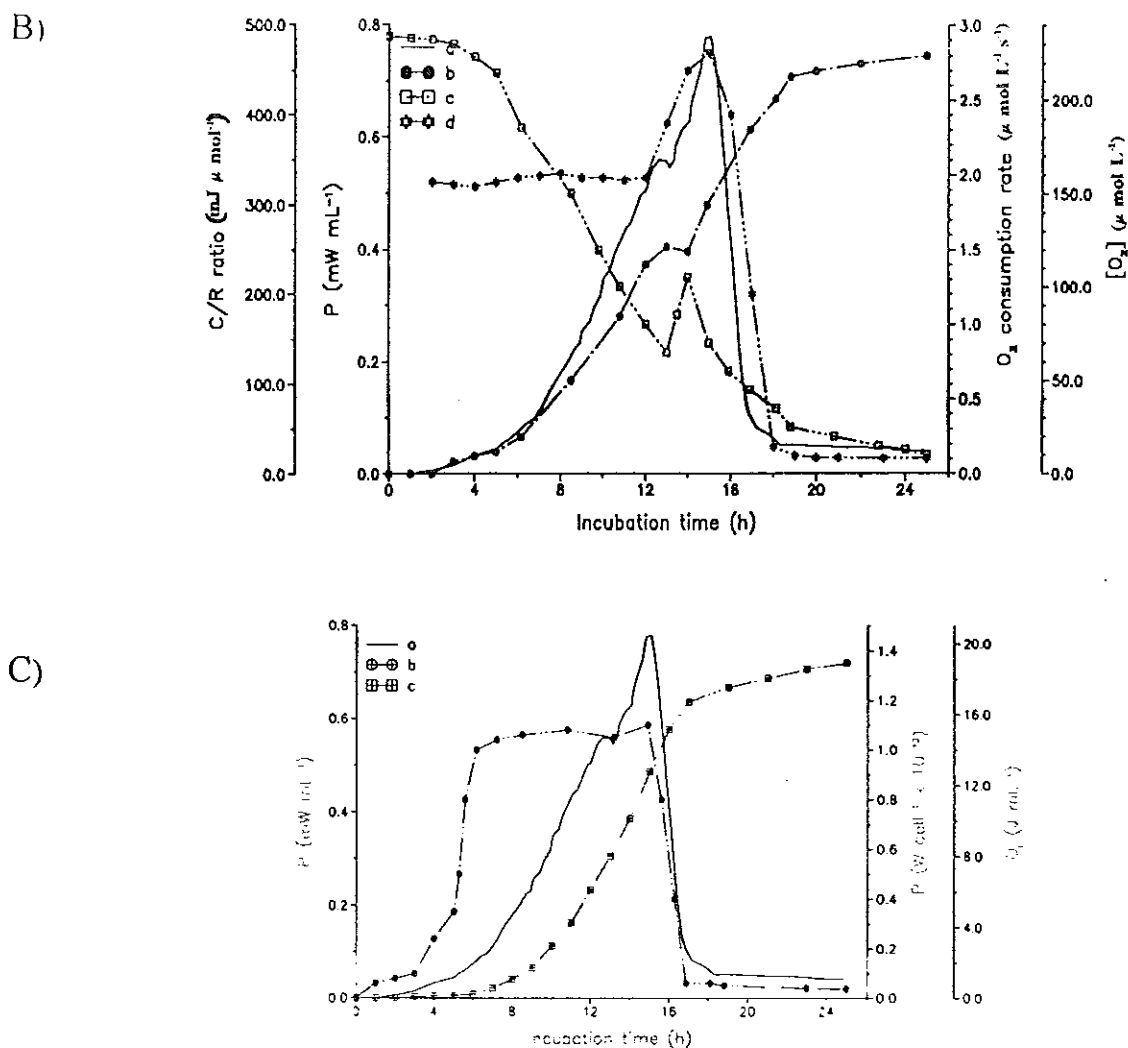 B)
500.0
400.0
300.0
200.0
100.0
0.0
C/R ratio (mJ μ mol⁻¹)
0.8
0.6
0.4
0.2
0.0
P (mW mL⁻¹)
b
c
d
3.0
2.5
2.0
1.5
1.0
0.5
0.0
O₂ consumption rate (μ mol L⁻¹ s⁻¹)
200.0
150.0
100.0
50.0
0.0
[O₂] (μ mol L⁻¹)
0 4 8 12 16 20 24
Incubation time (h)
C)
0.8
0.6
0.4
0.2
0.0
P (mW mL⁻¹)
a
b
c
1.4
1.2
1.0
0.8
0.6
0.4
0.2
0.0
20.0
16.0
12.0
8.0
4.0
0.0
4 8 12 16 20 24
ncubation time (h)